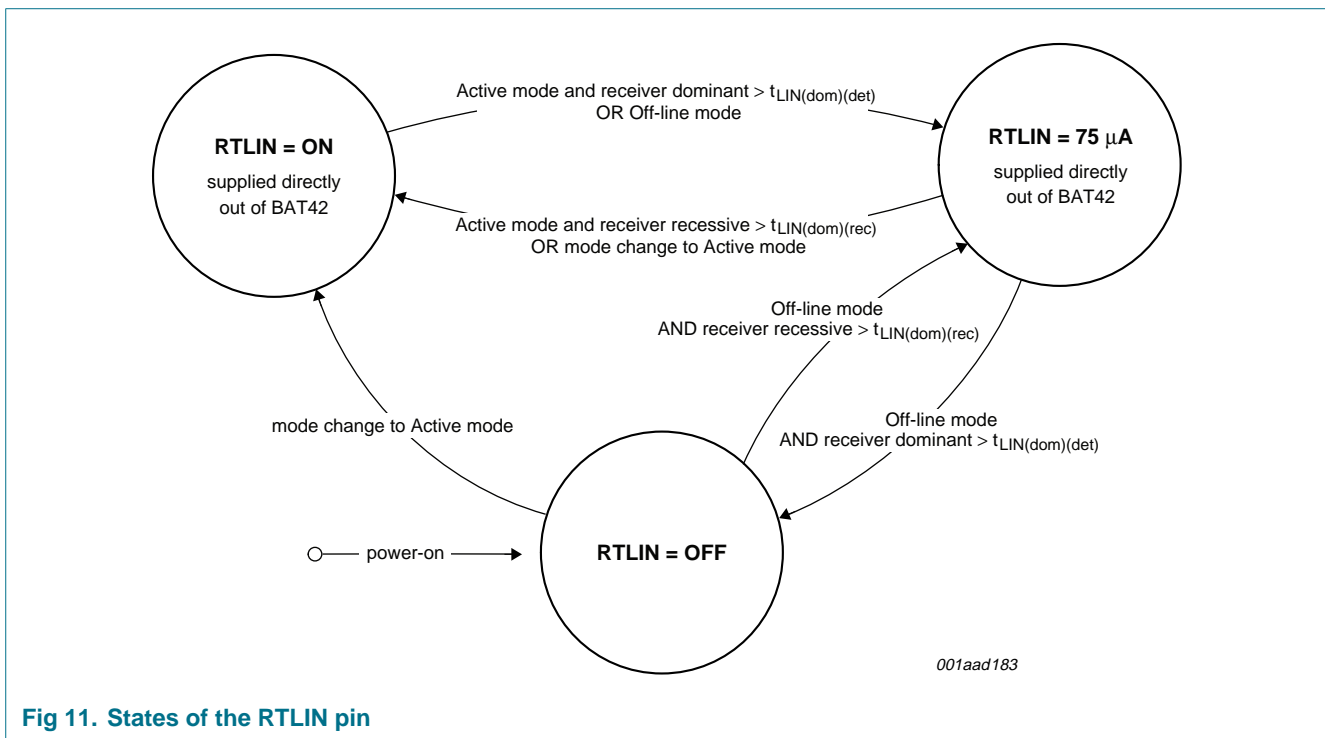 Active mode and receiver dominant > tLIN(dom)(det)
OR Off-line mode
RTLIN = ON
supplied directly
out of BAT42
RTLIN = 75 μA
supplied directly
out of BAT42
Active mode and receiver recessive > tLIN(dom)(rec)
OR mode change to Active mode
Off-line mode
AND receiver recessive > tLIN(dom)(rec)
mode change to Active mode
Off-line mode
AND receiver dominant > tLIN(dom)(det)
power-on
RTLIN = OFF
001aad183
Fig 11. States of the RTLIN pin